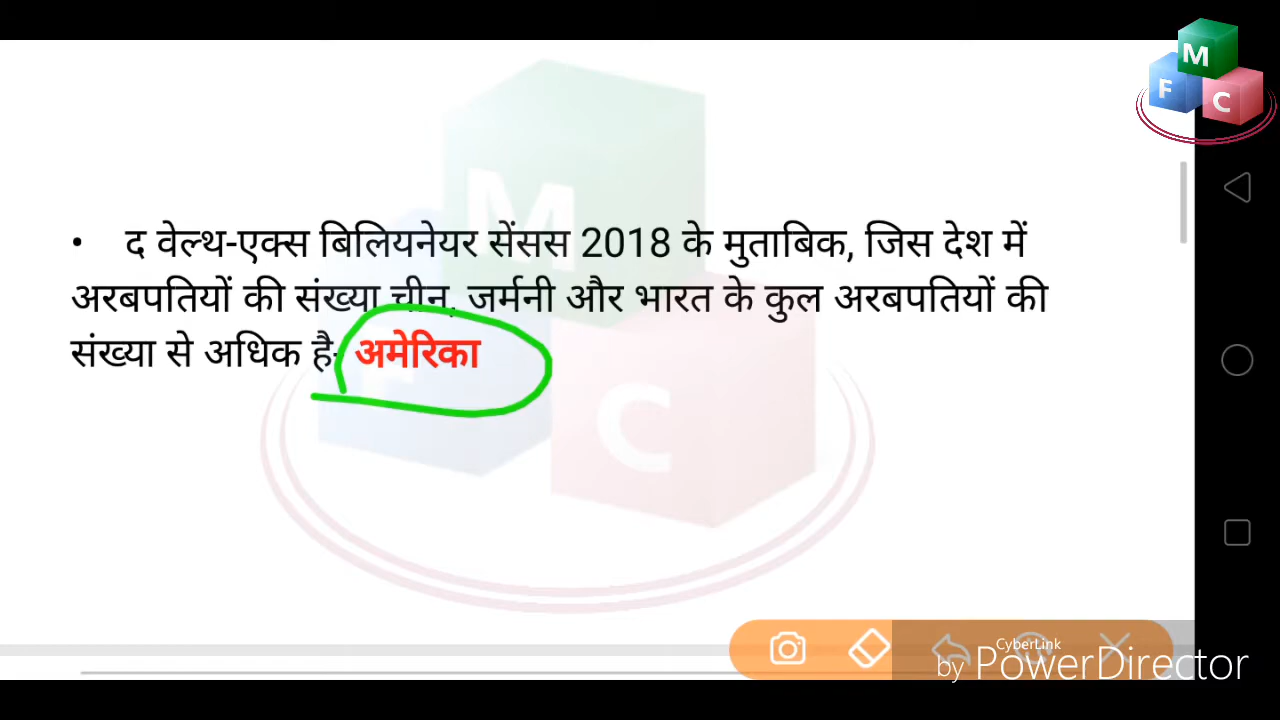 M
F
C
• द वेल्थ-एक्स बिलियनेयर सेंसस 2018 के मुताबिक, जिस देश में
अरबपतियों की संख्या चीन, जर्मनी और भारत के कुल अरबपतियों की
संख्या से अधिक है- अमेरिका
M
F
C
CyberLink
by PowerDirector